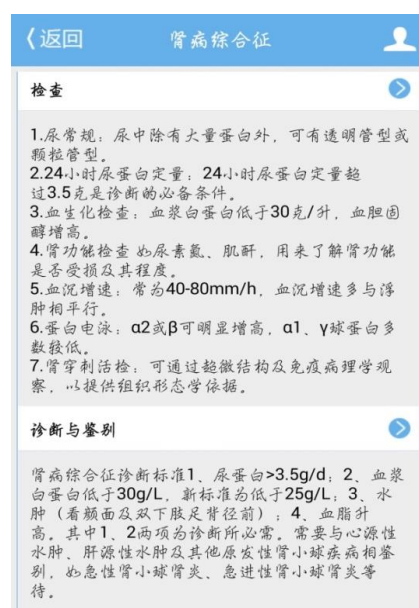 返回 肾病综合征
检查
1.尿常规：尿中除有大量蛋白外，可有透明管型或
颗粒管型。
2.24小时尿蛋白定量：24小时尿蛋白定量超
过3.5克是诊断的必备条件。
3.血生化检查：血浆白蛋白低于30克/升，血胆固
醇增高。
4.肾功能检查 如尿素氮、肌酐，用来了解肾功能
是否受损及其程度。
5.血沉增速：常为40-80mm/h，血沉增速多与浮
肿相平行。
6.蛋白电泳：α2或β可明显增高，α1、γ球蛋白多
数较低。
7.肾穿刺活检：可通过超微结构及免疫病理学观
察，以提供组织形态学依据。
诊断与鉴别
肾病综合征诊断标准1、尿蛋白>3.5g/d；2、血浆
白蛋白低于30g/L，新标准为低于25g/L；3、水
肿（看颜面及双下肢足背径前）；4、血脂升
高。其中1、2两项为诊断所必需。需要与心源性
水肿、肝源性水肿及其他原发性肾小球疾病相鉴
别，如急性肾小球肾炎、急进性肾小球肾炎等
待。